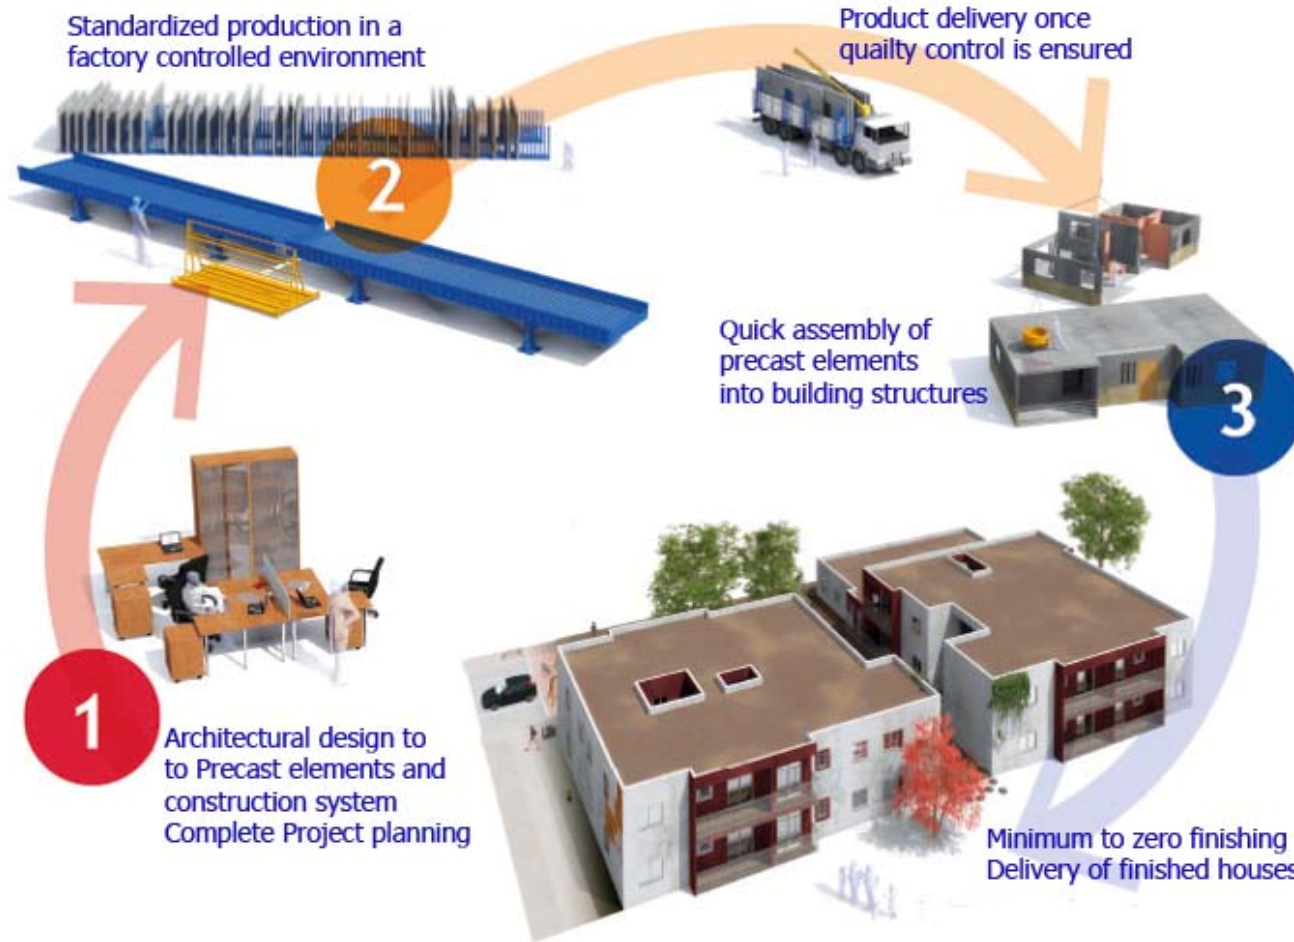 Standardized production in a
factory controlled environment
Product delivery once
quailty control is ensured
2
Quick assembly of
precast elements
into building structures
3
1
Architectural design to
to Precast elements and
construction system
Complete Project planning
Minimum to zero finishing
Delivery of finished houses